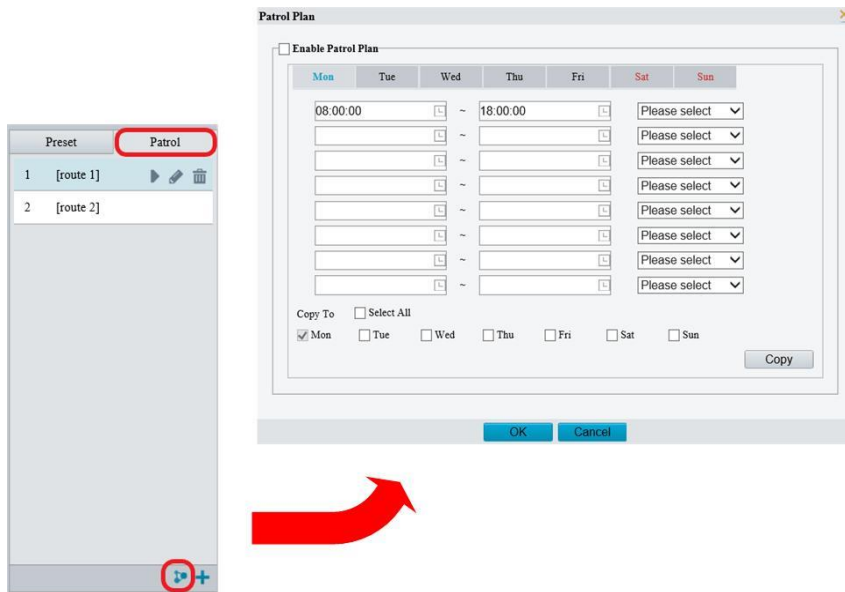 Patrol Plan
Enable Patrol Plan
Mon Tue Wed Thu Fri Sat Sun
08:00:00 ~ 18:00:00 Please select
~ Please select
~ Please select
~ Please select
~ Please select
~ Please select
~ Please select
~ Please select
Copy To Select All
Mon Tue Wed Thu Fri Sat Sun
Copy
OK Cancel
Preset Patrol
1 [route 1]
2 [route 2]